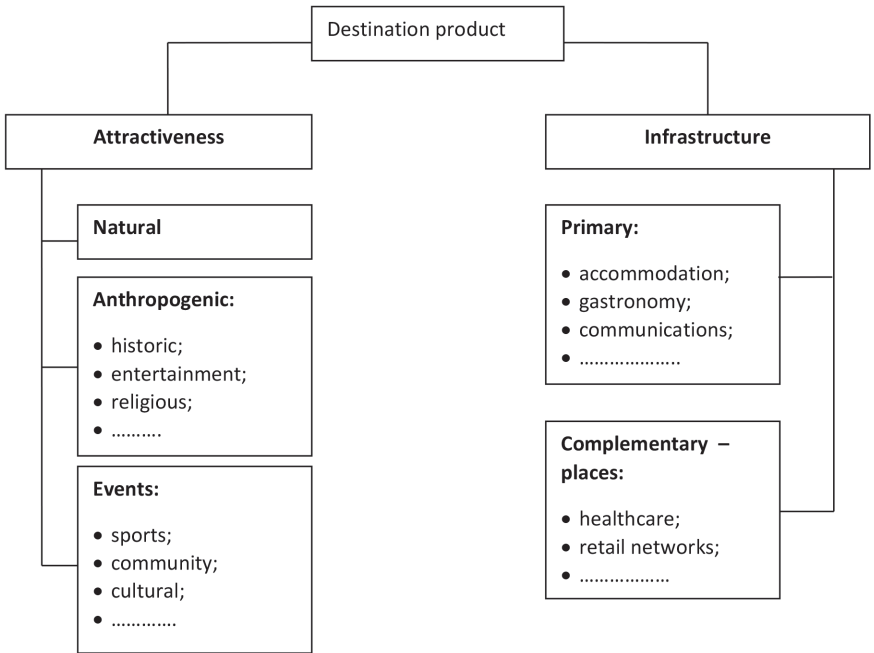 Destination product
Attractiveness
Natural
Anthropogenic:
• historic;
• entertainment;
• religious;
• ……….
Events:
• sports;
• community;
• cultural;
• ………….
Infrastructure
Primary:
• accommodation;
• gastronomy;
• communications;
• ………………..
Complementary –
places:
• healthcare;
• retail networks;
• ………………